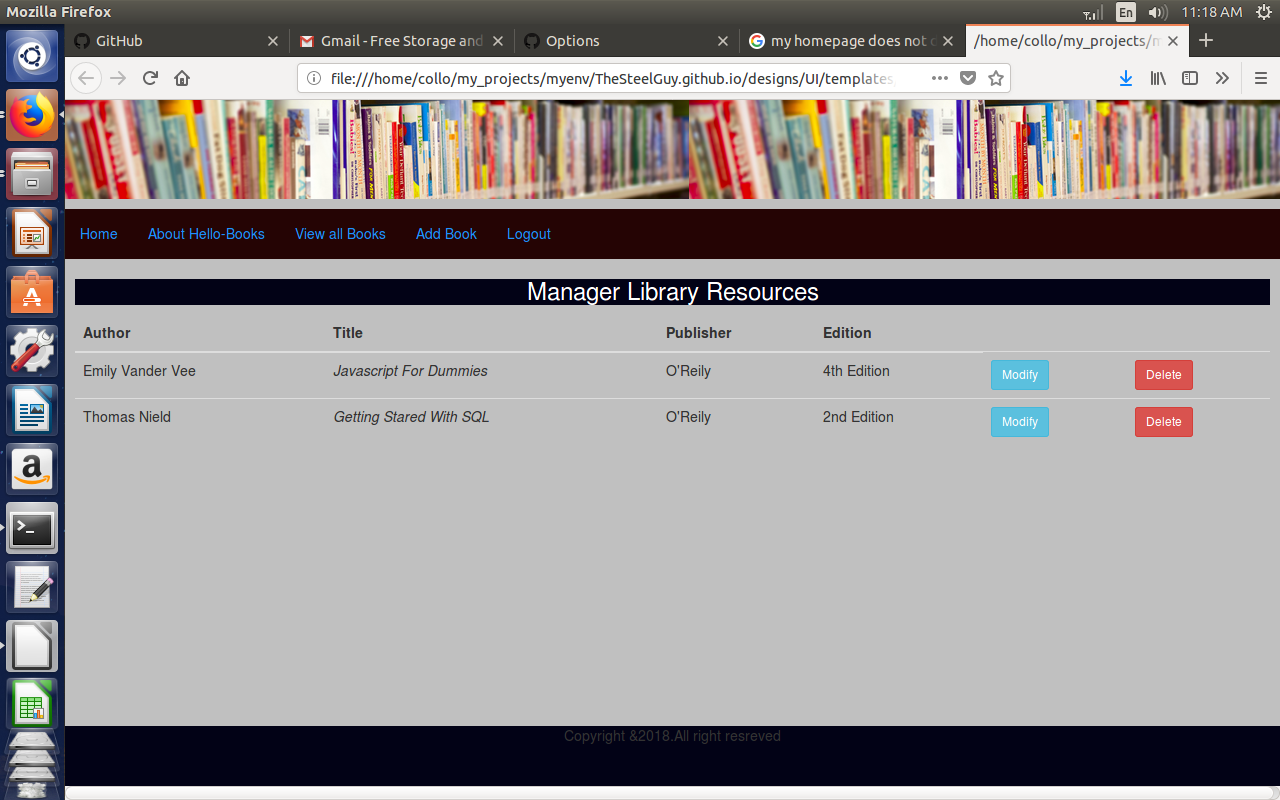 Mozilla Firefox
En
11:18 AM
GitHub
Gmail - Free Storage and
Options
my homepage does not
/home/collo/my_projects/m
file:///home/collo/my_projects/myenv/TheSteelGuy.github.io/designs/UI/templates
Home
About Hello-Books
View all Books
Add Book
Logout
Manager Library Resources
Author Title Publisher Edition
Emily Vander Vee Javascript For Dummies O'Reily 4th Edition Modify Delete
Thomas Nield Getting Stared With SQL O'Reily 2nd Edition Modify Delete
Copyright &2018.All right resreved